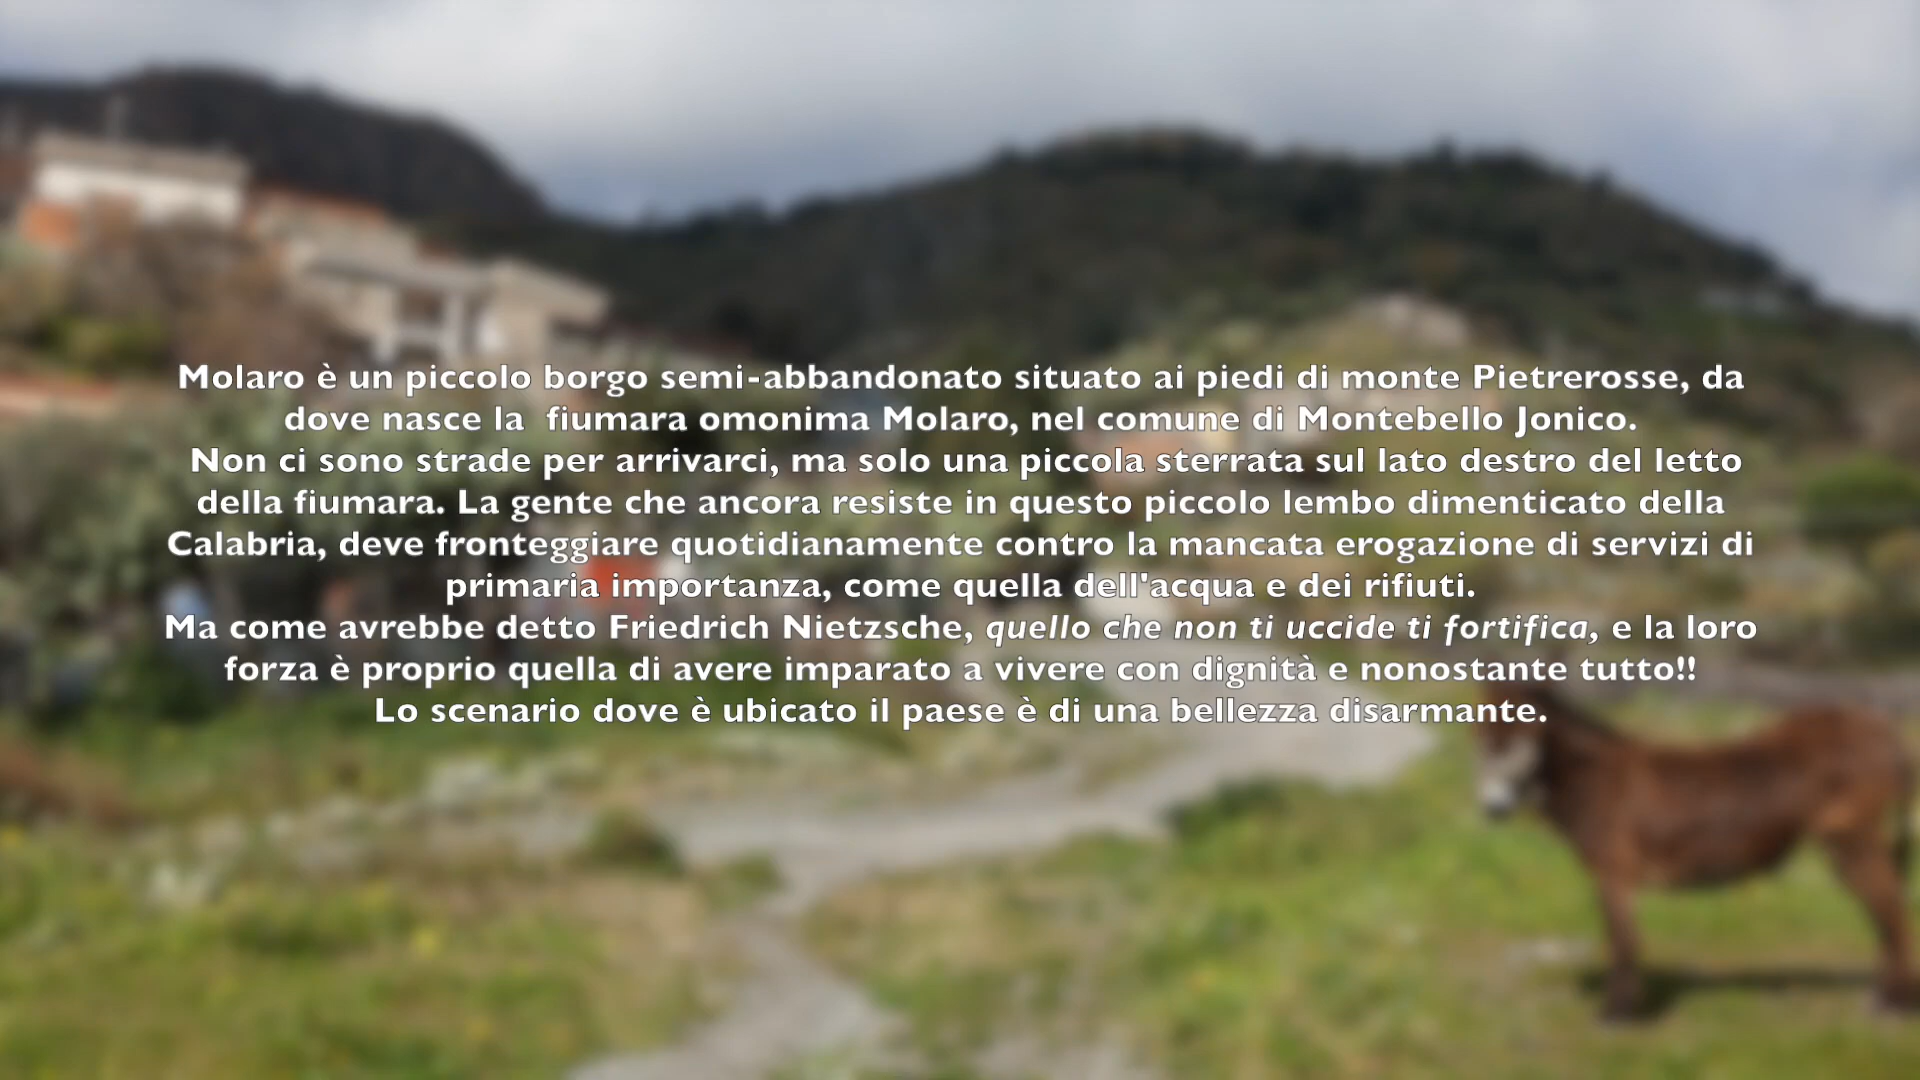 Molaro è un piccolo borgo semi-abbandonato situato ai piedi di monte Pietrerosse, da
dove nasce la  fiumara omonima Molaro, nel comune di Montebello Jonico.
Non ci sono strade per arrivarci, ma solo una piccola sterrata sul lato destro del letto
della fiumara. La gente che ancora resiste in questo piccolo lembo dimenticato della
Calabria, deve fronteggiare quotidianamente contro la mancata erogazione di servizi di
primaria importanza, come quella dell'acqua e dei rifiuti.
Ma come avrebbe detto Friedrich Nietzsche, quello che non ti uccide ti fortifica, e la loro
forza è proprio quella di avere imparato a vivere con dignità e nonostante tutto!!
Lo scenario dove è ubicato il paese è di una bellezza disarmante.